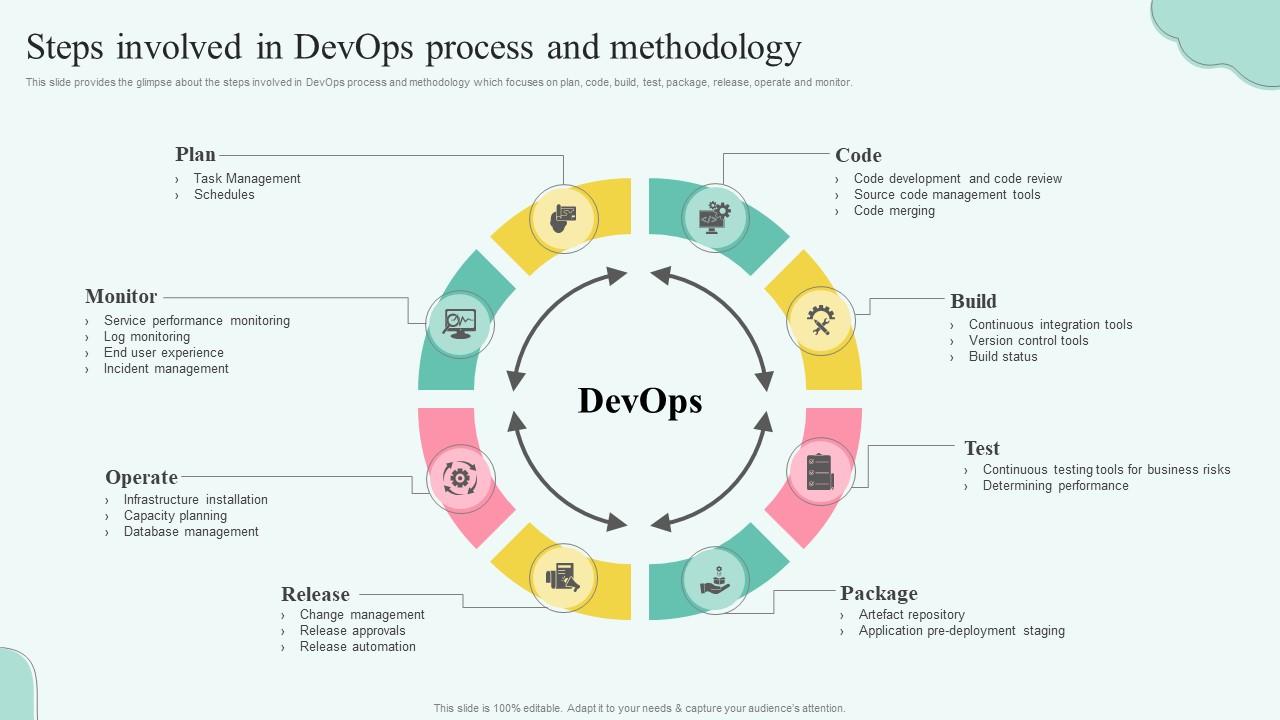 Steps involved in DevOps process and methodology
This slide provides the glimpse about the steps involved in DevOps process and methodology which focuses on plan, code, build, test, package, release, operate and monitor.
Plan
› Task Management
› Schedules
Code
› Code development and code review
› Source code management tools
› Code merging
Monitor
› Service performance monitoring
› Log monitoring
› End user experience
› Incident management
Build
› Continuous integration tools
› Version control tools
› Build status
DevOps
Operate
› Infrastructure installation
› Capacity planning
› Database management
Test
› Continuous testing tools for business risks
› Determining performance
Release
› Change management
› Release approvals
› Release automation
Package
› Artefact repository
› Application pre-deployment staging
This slide is 100% editable. Adapt it to your needs & capture your audience's attention.